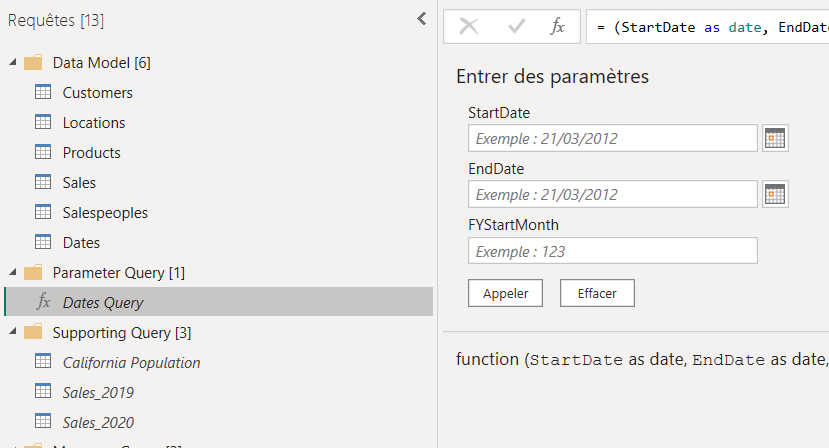 Requêtes [13]
Data Model [6]
Customers
Locations
Products
Sales
Salespeoples
Dates
Parameter Query [1]
fx Dates Query
Supporting Query [3]
California Population
Sales_2019
Sales_2020
fx = (StartDate as date, EndDate
Entrer des paramètres
StartDate
Exemple : 21/03/2012
EndDate
Exemple : 21/03/2012
FYStartMonth
Exemple : 123
Appeler Effacer
function (StartDate as date, EndDate as date,